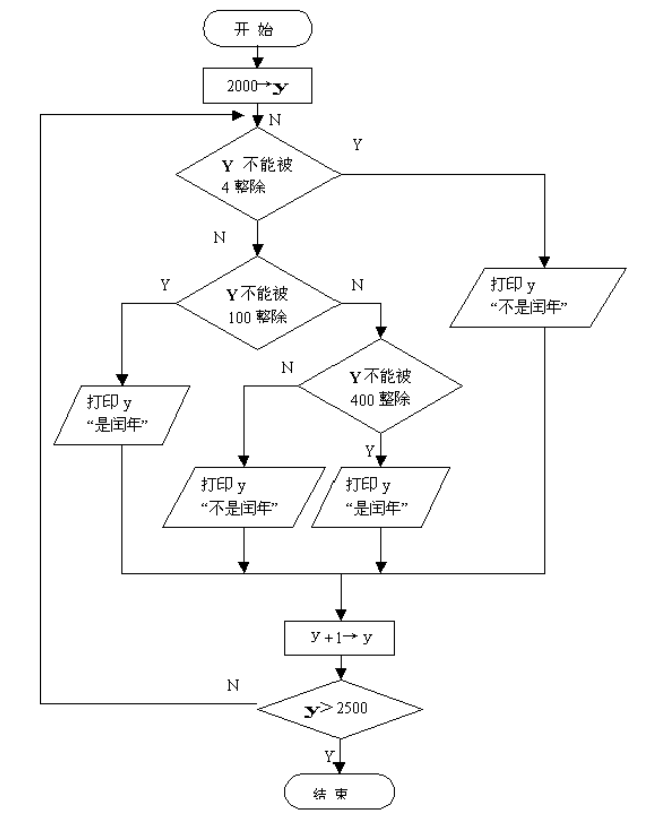 开 始
2000→y
N
Y
Y 不能被
4 整除
N
Y
N
Y 不能被
100 整除
打印 y
“不是闰年”
N
Y 不能被
400 整除
打印 y
“是闰年”
Y
打印 y
“不是闰年”
打印 y
“是闰年”
y +1→ y
N
y> 2500
Y
结 束